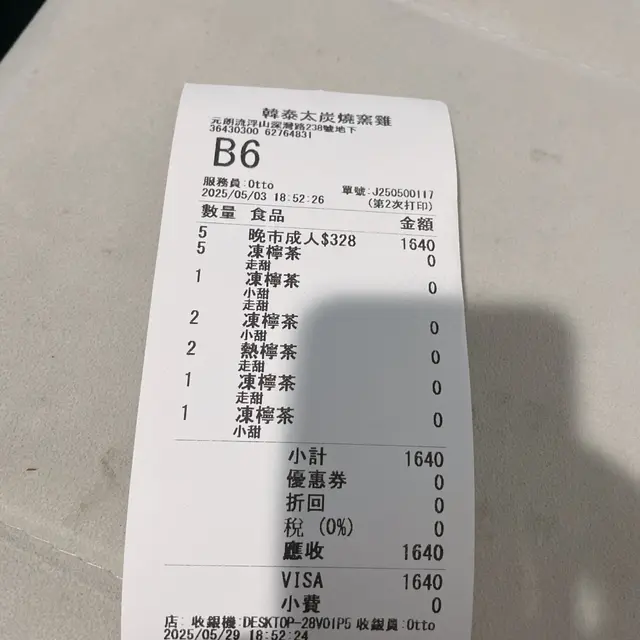 韓泰太炭燒窯雞
元朗流浮山深灣路238號地下
36430300 62764831
B6
服務員:Otto 單號:J250500117
2025/05/03 18:52:26 (第2次打印)
數量 食品 金額
5 晚市成人$328 1640
5 凍檸茶 0
走甜
1 凍檸茶 0
小甜
走甜
2 凍檸茶 0
小甜
2 熱檸茶 0
走甜
1 凍檸茶 0
走甜
1 凍檸茶 0
小甜
小計 1640
優惠券 0
折回 0
税 (0%) 0
應收 1640
VISA 1640
小費 0
店: 收銀機:DESKTOP-28VO1P5 收銀員:Otto
2025/05/29 18:52:24